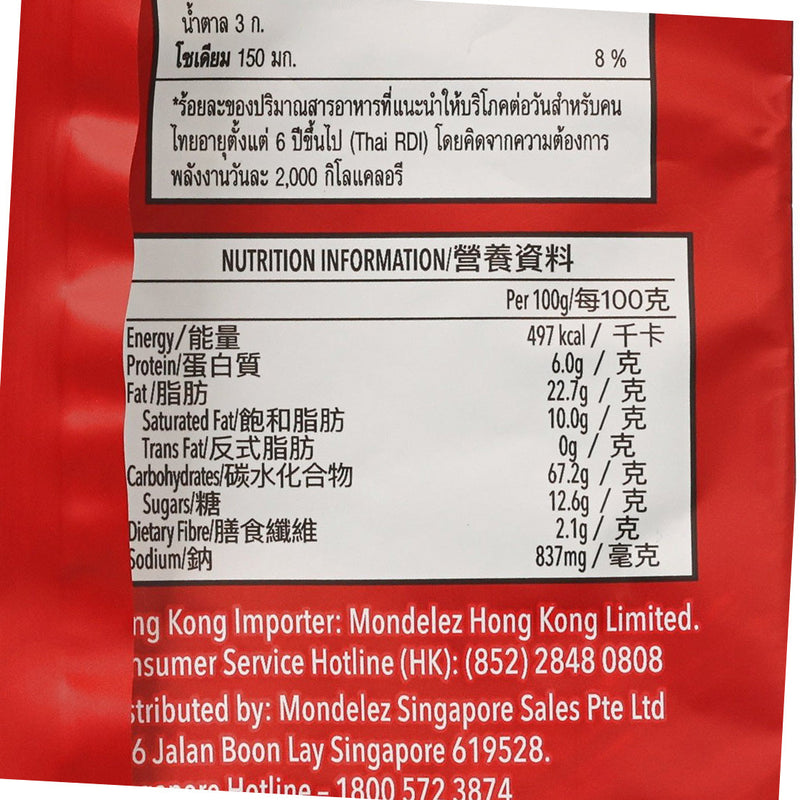 น้ำตาล 3 ก.
โซเดียม 150 มก. 8 %
*ร้อยละของปริมาณสารอาหารที่แนะนำให้บริโภคต่อวันสำหรับคน
ไทยอายุตั้งแต่ 6 ปีขึ้นไป (Thai RDI) โดยคิดจากความต้องการ
พลังงานวันละ 2,000 กิโลแคลอรี
NUTRITION INFORMATION/營養資料
Per 100g/每100克
Energy/能量 497 kcal / 千卡
Protein/蛋白質 6.0g / 克
Fat/脂肪 22.7g / 克
Saturated Fat/飽和脂肪 10.0g / 克
Trans Fat/反式脂肪 0g / 克
Carbohydrates/碳水化合物 67.2g / 克
Sugars/糖 12.6g / 克
Dietary Fibre/膳食纖維 2.1g / 克
Sodium/鈉 837mg / 毫克
ng Kong Importer: Mondelez Hong Kong Limited.
nsumer Service Hotline (HK): (852) 2848 0808
stributed by: Mondelez Singapore Sales Pte Ltd
6 Jalan Boon Lay Singapore 619528.
Hotline – 1800 572 3874